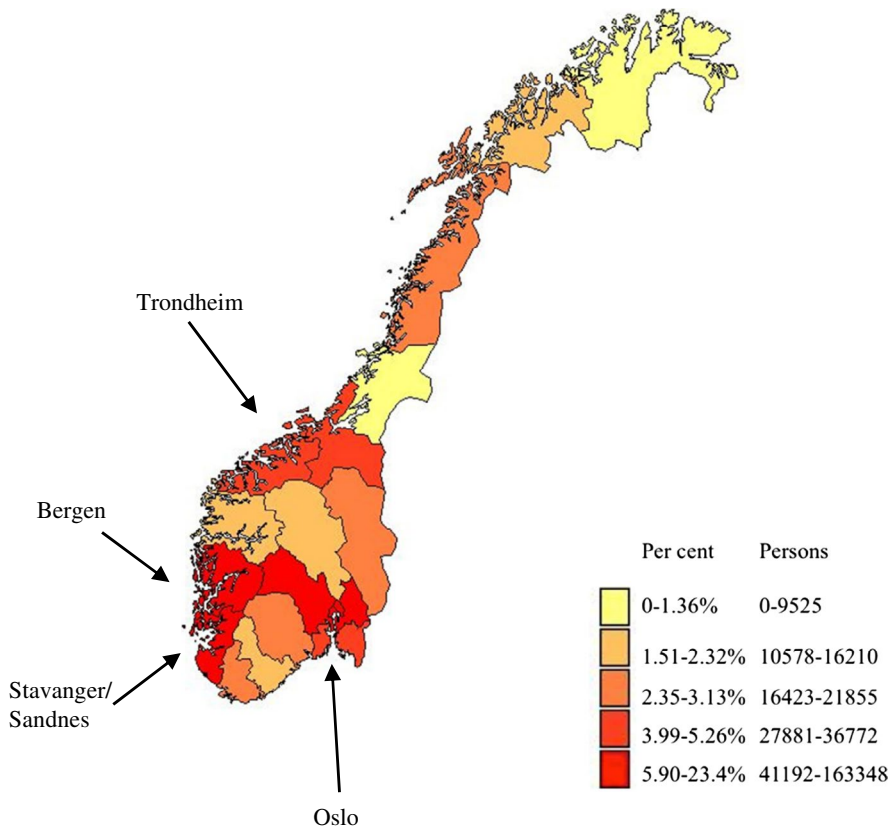 Trondheim
Bergen
Stavanger/
Sandnes
Oslo
Per cent Persons
0-1.36% 0-9525
1.51-2.32% 10578-16210
2.35-3.13% 16423-21855
3.99-5.26% 27881-36772
5.90-23.4% 41192-163348